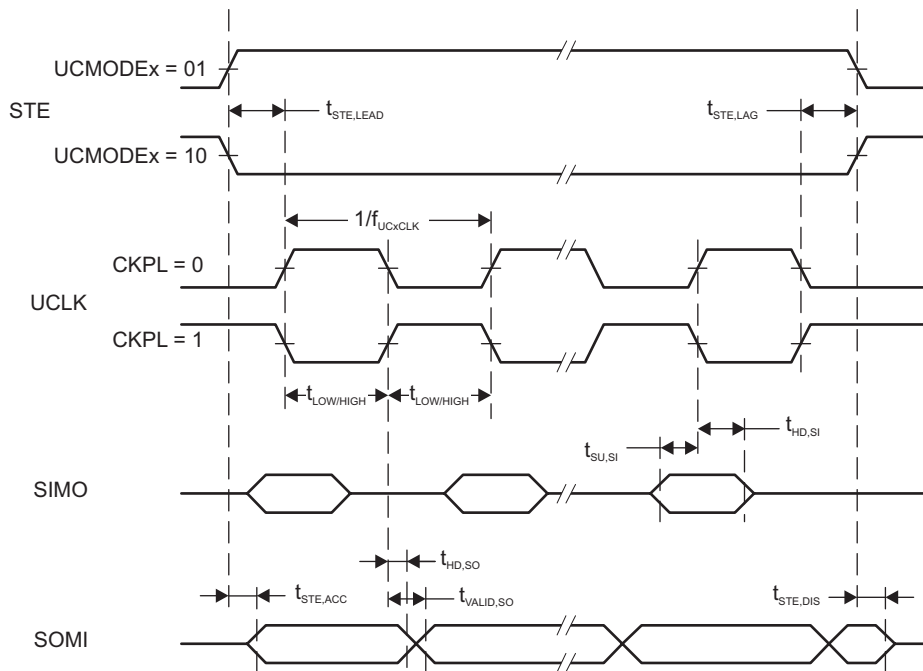 UCMODEx = 01
STE
t_STE,LEAD
t_STE,LAG
UCMODEx = 10
1/f_UCxCLK
CKPL = 0
UCLK
CKPL = 1
t_LOW/HIGH t_LOW/HIGH
t_SU,SI
t_HD,SI
SIMO
t_HD,SO
t_STE,ACC
t_VALID,SO
t_STE,DIS
SOMI